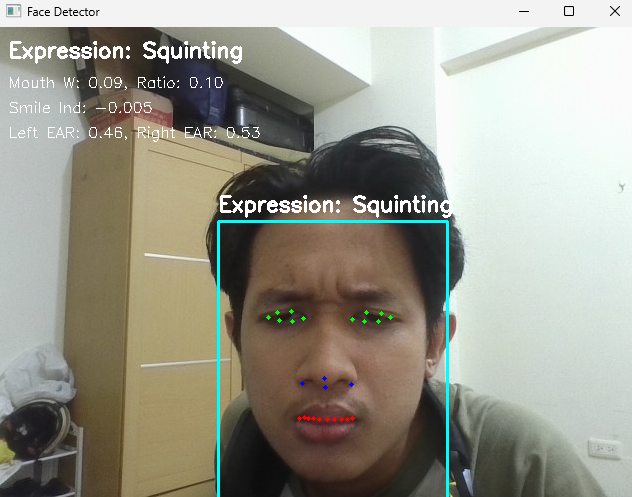 Face Detector
Expression: Squinting
Mouth W: 0.09, Ratio: 0.10
Smile Ind: -0.005
Left EAR: 0.46, Right EAR: 0.53
Expression: Squinting